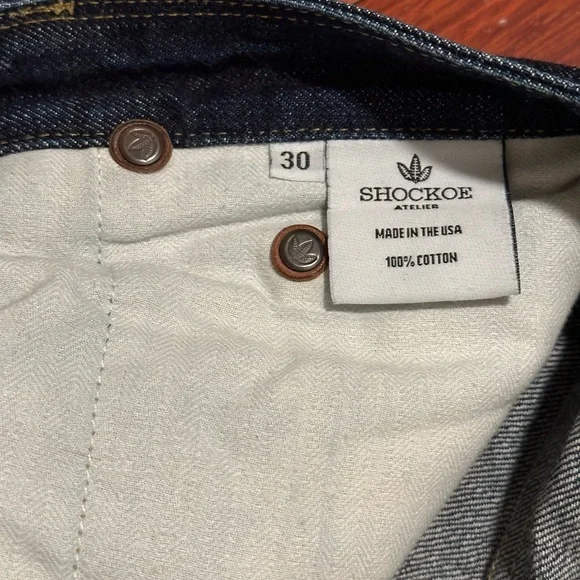 30
SHOCKOE
ATELIER
MADE IN THE USA
100% COTTON